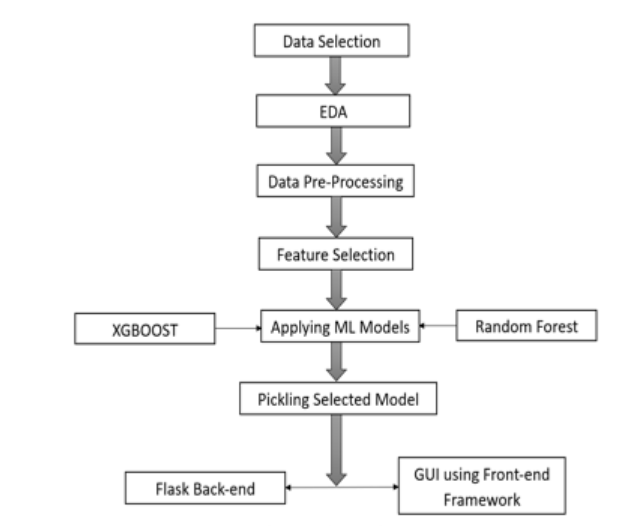 Data Selection
EDA
Data Pre-Processing
Feature Selection
XGBOOST
Applying ML Models
Random Forest
Pickling Selected Model
Flask Back-end
GUI using Front-end
Framework